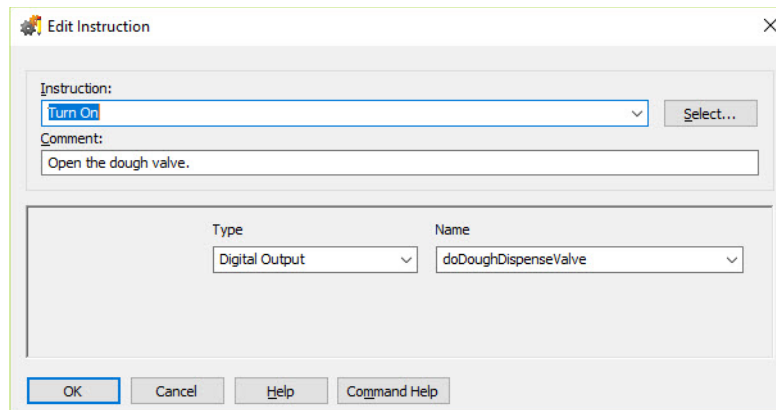 Edit Instruction
Instruction:
Turn On
Select...
Comment:
Open the dough valve.
Type Name
Digital Output doDoughDispenseValve
OK Cancel Help Command Help